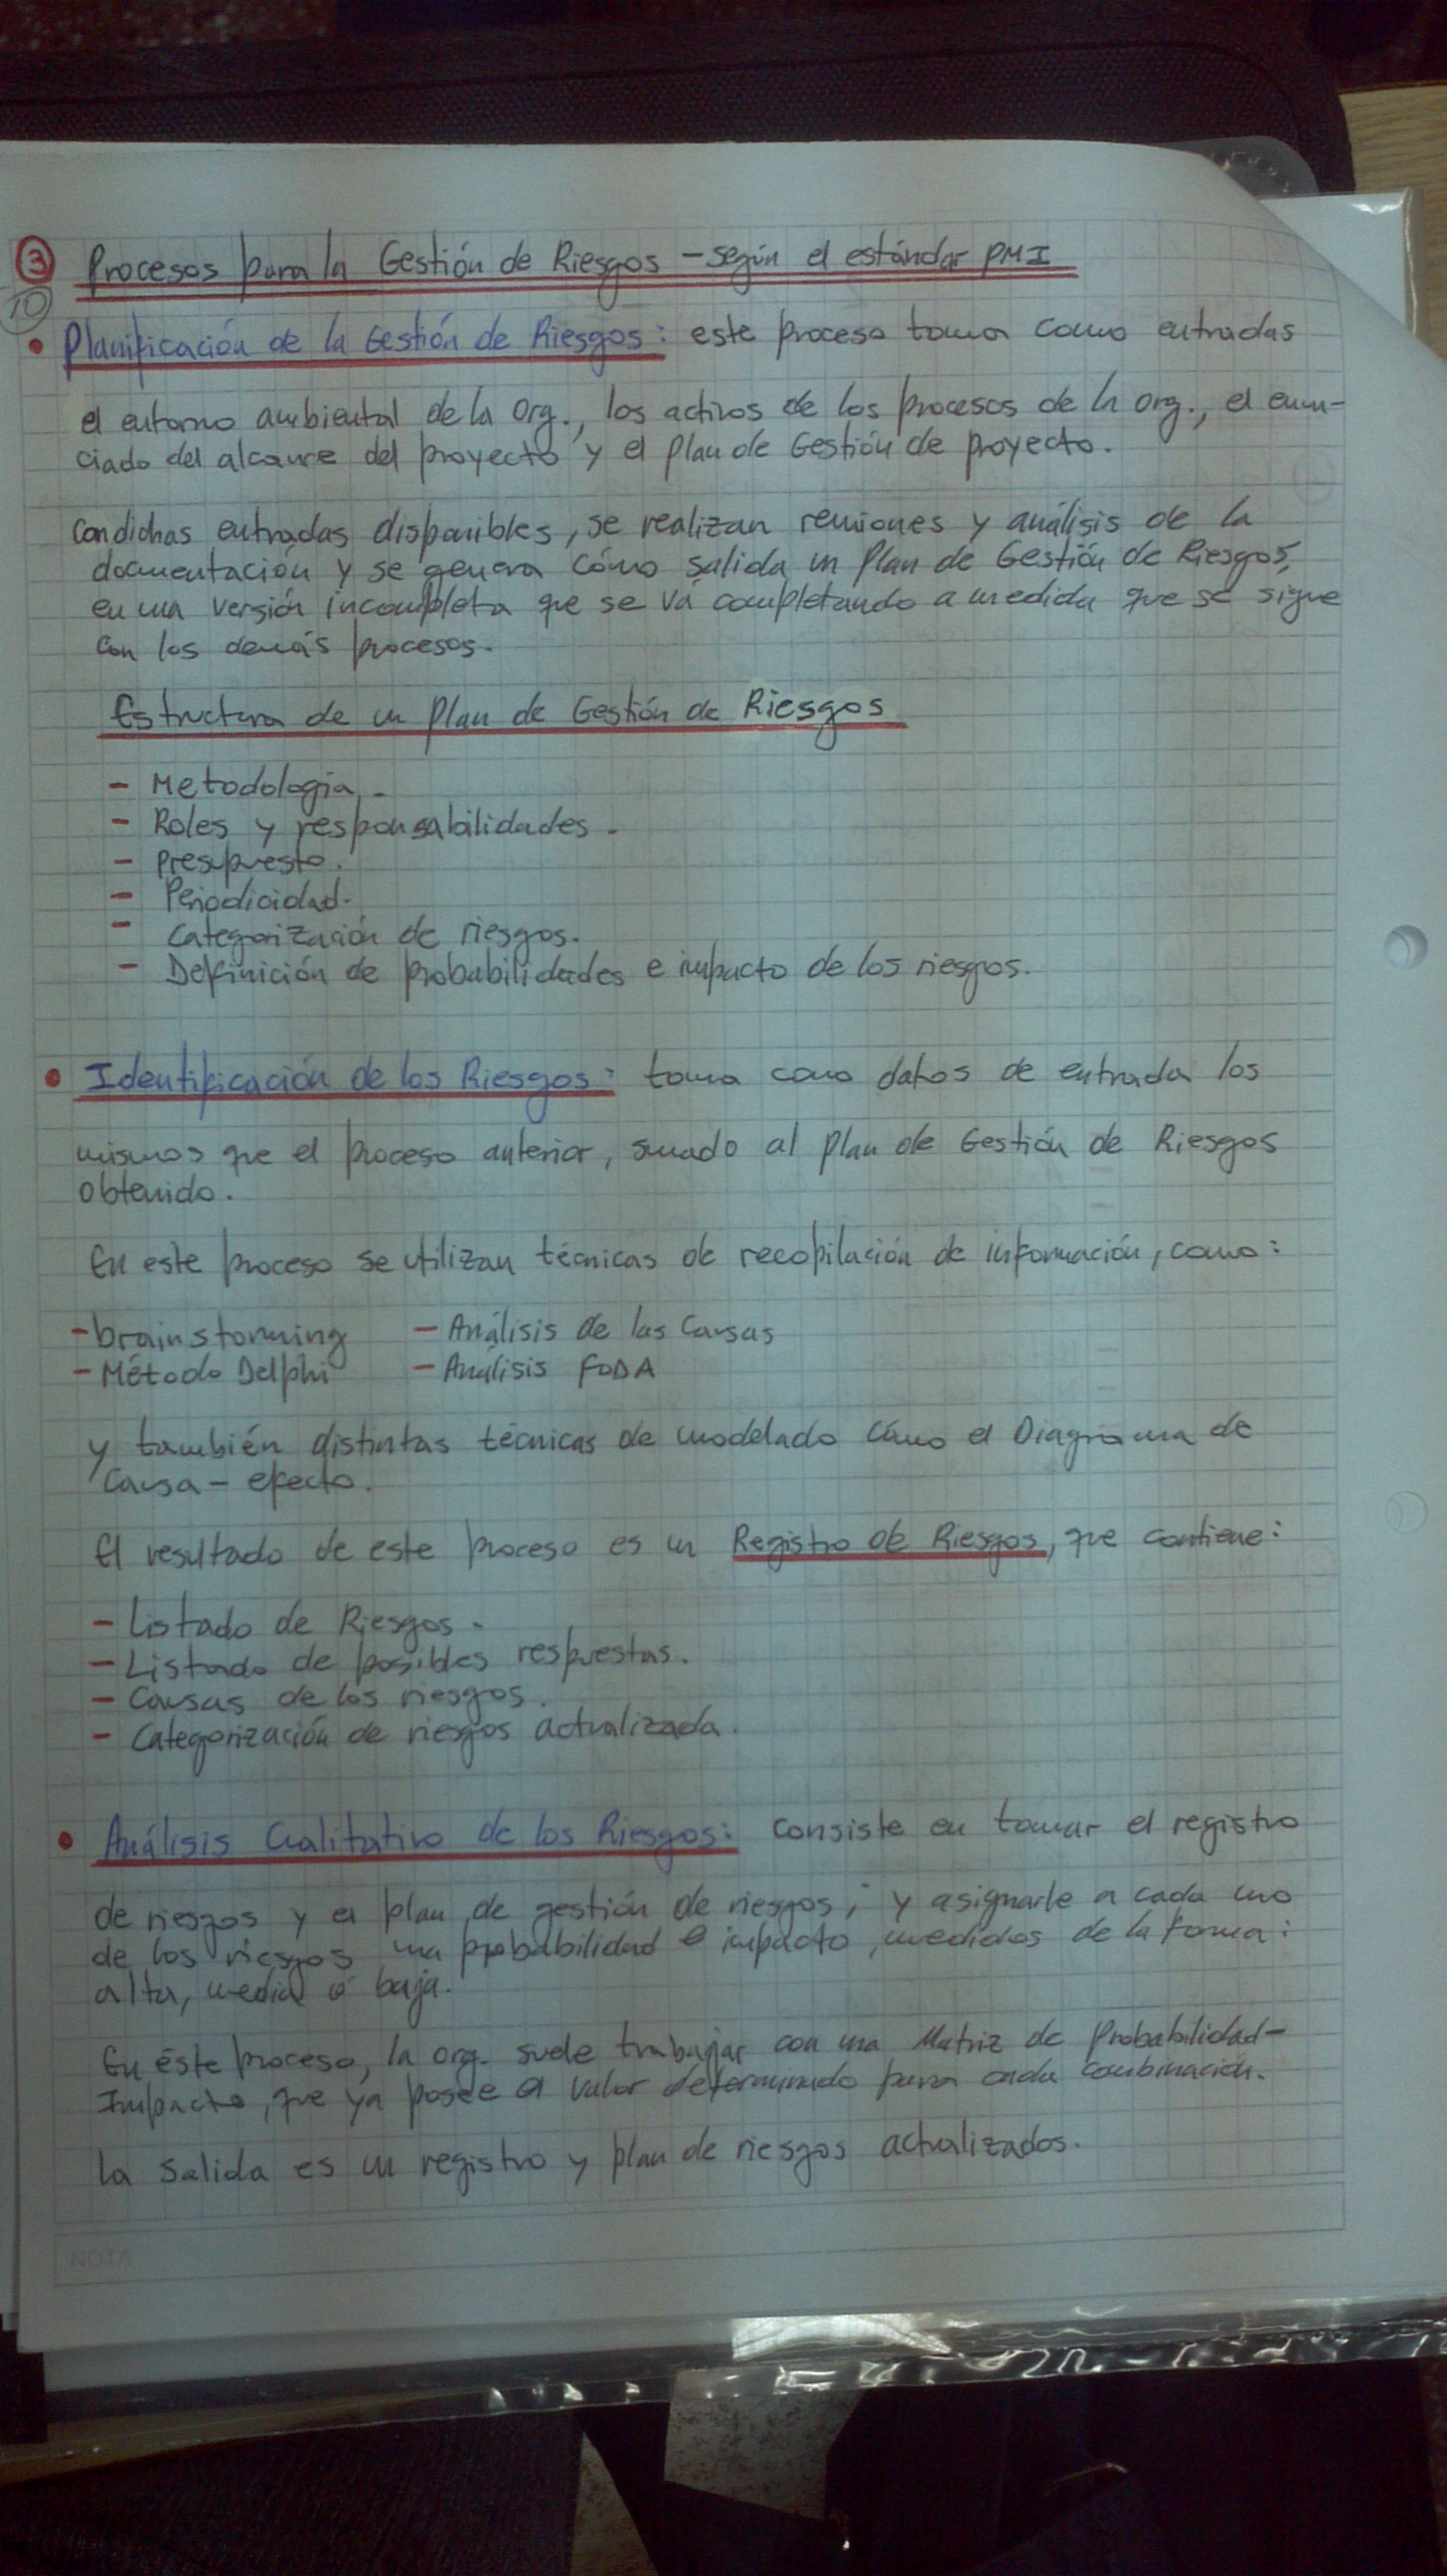 3 Procesos para la Gestión de Riesgos - según el estándar PMI
10
• Planificación de la Gestión de Riesgos: este proceso toma como entradas
el entorno ambiental de la org., los activos de los procesos de la org., el enun-
ciado del alcance del proyecto y el Plan de Gestión de proyecto.
Con dichas entradas disponibles, se realizan reuniones y análisis de la
documentación y se genera cómo salida un Plan de Gestión de Riesgos,
en una versión incompleta que se vá completando a medida que se sigue
con los demás procesos.
Estructura de un Plan de Gestión de Riesgos
- Metodología.
- Roles y responsabilidades.
- Presupuesto.
- Periodicidad.
- Categorización de riesgos.
- Definición de probabilidades e impacto de los riesgos.
• Identificación de los Riesgos: toma como datos de entrada los
mismos que el proceso anterior, sumado al Plan de Gestión de Riesgos
obtenido.
En este proceso se utilizan técnicas de recopilación de información, como:
- brainstorming - Análisis de las Causas
- Método Delphi - Análisis FODA
y también distintas técnicas de modelado cómo el Diagrama de
Causa - efecto.
El resultado de este proceso es un Registro de Riesgos, que contiene:
- Listado de Riesgos.
- Listado de posibles respuestas.
- Causas de los riesgos.
- Categorización de riesgos actualizada.
• Análisis Cualitativo de los Riesgos: consiste en tomar el registro
de riesgos y el plan de gestión de riesgos, y asignarle a cada uno
de los riesgos una probabilidad e impacto, medidos de la forma:
alta, media ó baja.
En éste proceso, la org. suele trabajar con una Matriz de Probabilidad-
Impacto, que ya posee el valor determinado para cada combinación.
la salida es un registro y plan de riesgos actualizados.
NOTA